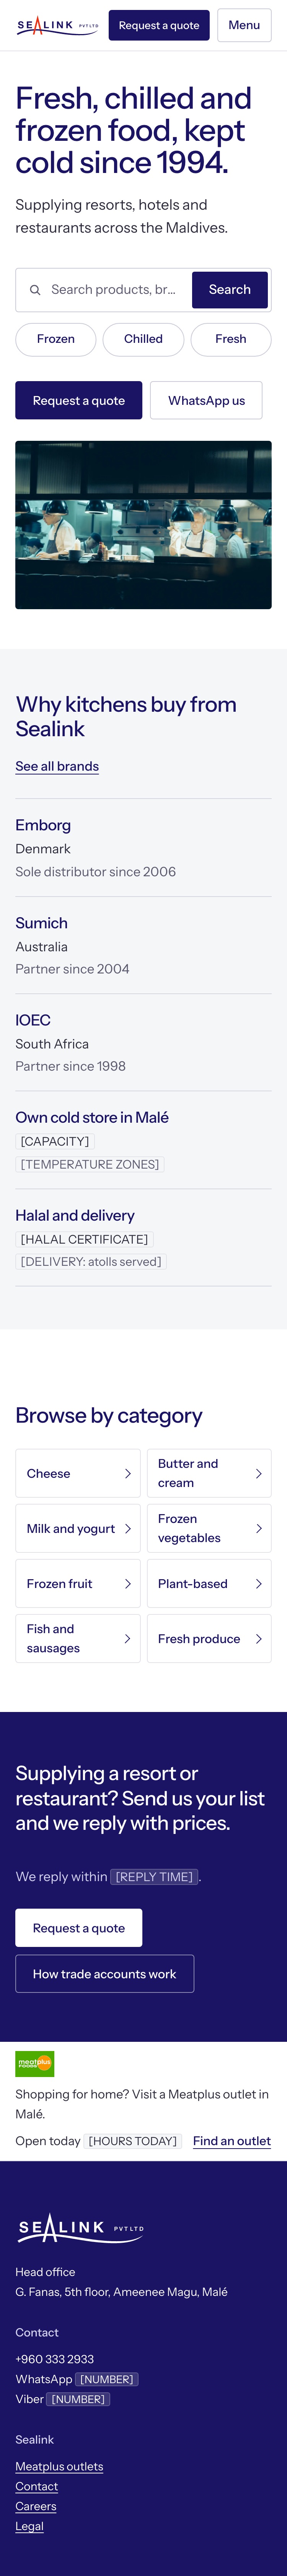 SEALINK PVT LTD
Request a quote
Menu
Fresh, chilled and
frozen food, kept
cold since 1994.
Supplying resorts, hotels and
restaurants across the Maldives.
Search products, br...
Search
Frozen
Chilled
Fresh
Request a quote
WhatsApp us
Why kitchens buy from
Sealink
See all brands
Emborg
Denmark
Sole distributor since 2006
Sumich
Australia
Partner since 2004
IOEC
South Africa
Partner since 1998
Own cold store in Malé
[CAPACITY]
[TEMPERATURE ZONES]
Halal and delivery
[HALAL CERTIFICATE]
[DELIVERY: atolls served]
Browse by category
Cheese
Butter and
cream
Milk and yogurt
Frozen
vegetables
Frozen fruit
Plant-based
Fish and
sausages
Fresh produce
Supplying a resort or
restaurant? Send us your list
and we reply with prices.
We reply within [REPLY TIME].
Request a quote
How trade accounts work
meatplus
FOODS
Shopping for home? Visit a Meatplus outlet in
Malé.
Open today [HOURS TODAY] Find an outlet
SEALINK PVT LTD
Head office
G. Fanas, 5th floor, Ameenee Magu, Malé
Contact
+960 333 2933
WhatsApp [NUMBER]
Viber [NUMBER]
Sealink
Meatplus outlets
Contact
Careers
Legal